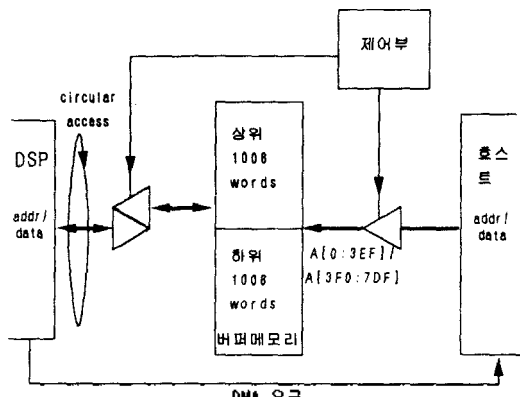 제어부
circular
access
DSP
addr/
data
상위
1008
words
하위
1008
words
버퍼메모리
A[0:3EF]/
A[3F0:7DF]
호스
트
addr/
data
DMA 요구